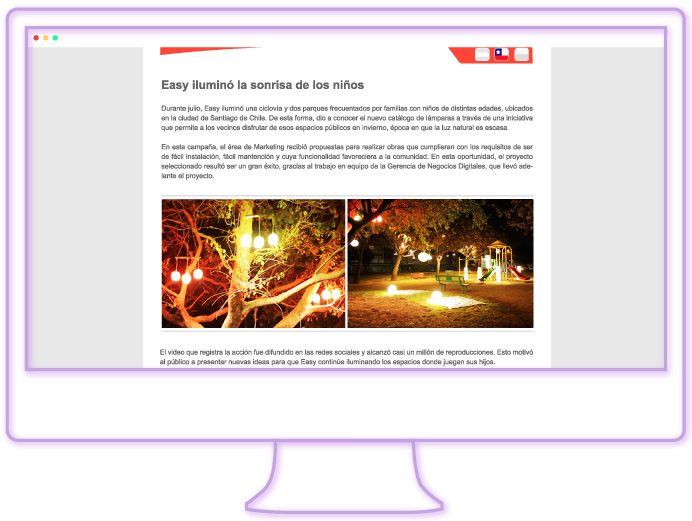 Easy iluminó la sonrisa de los niños
Durante julio, Easy iluminó una ciclovía y dos parques frecuentados por familias con niños de distintas edades, ubicados
en la ciudad de Santiago de Chile. De esta forma, dio a conocer el nuevo catálogo de lámparas a través de una iniciativa
que permite a los vecinos disfrutar de esos espacios públicos en invierno, época en que la luz natural es escasa.
En esta campaña, el área de Marketing recibió propuestas para realizar obras que cumplieran con los requisitos de ser
de fácil instalación, fácil mantención y cuya funcionalidad favoreciera a la comunidad. En esta oportunidad, el proyecto
seleccionado resultó ser un gran éxito, gracias al trabajo en equipo de la Gerencia de Negocios Digitales, que llevó ade-
lante el proyecto.
El video que registra la acción fue difundido en las redes sociales y alcanzó casi un millón de reproducciones. Esto motivó
al público a presentar nuevas ideas para que Easy continúe iluminando los espacios donde juegan sus hijos.